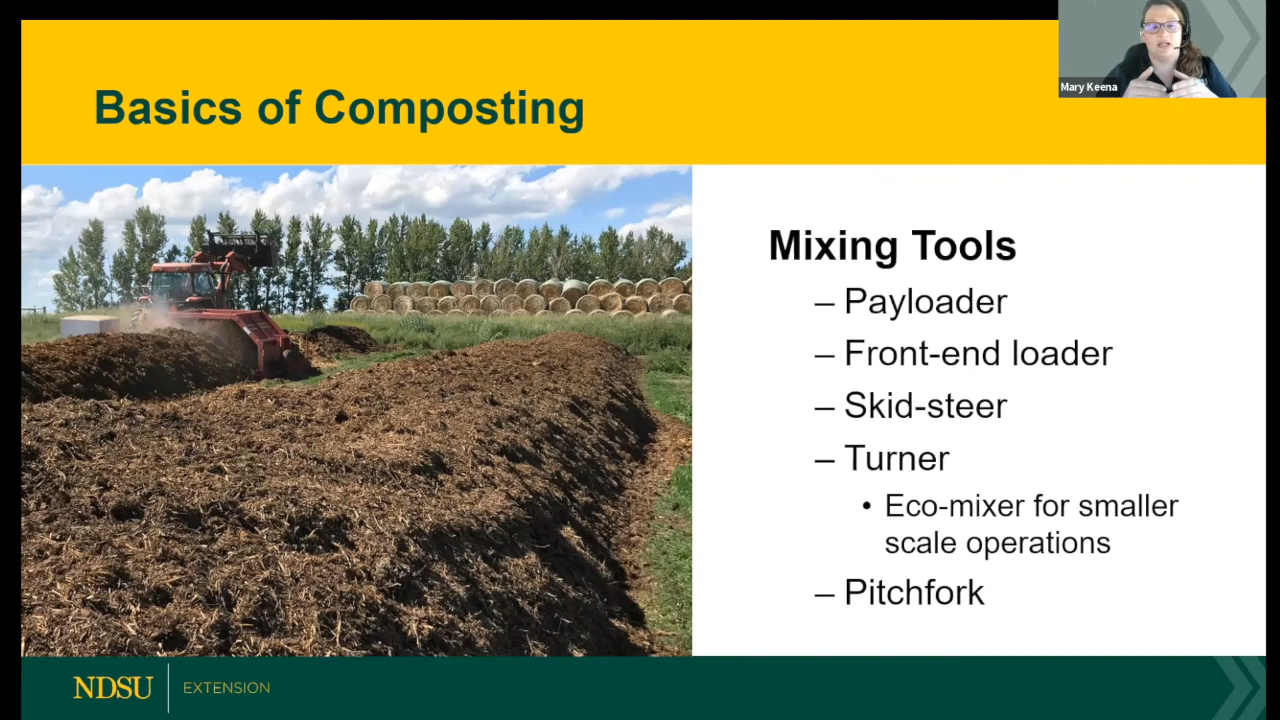 Mary Keena
Basics of Composting
Mixing Tools
– Payloader
– Front-end loader
– Skid-steer
– Turner
• Eco-mixer for smaller
scale operations
– Pitchfork
NDSU
EXTENSION